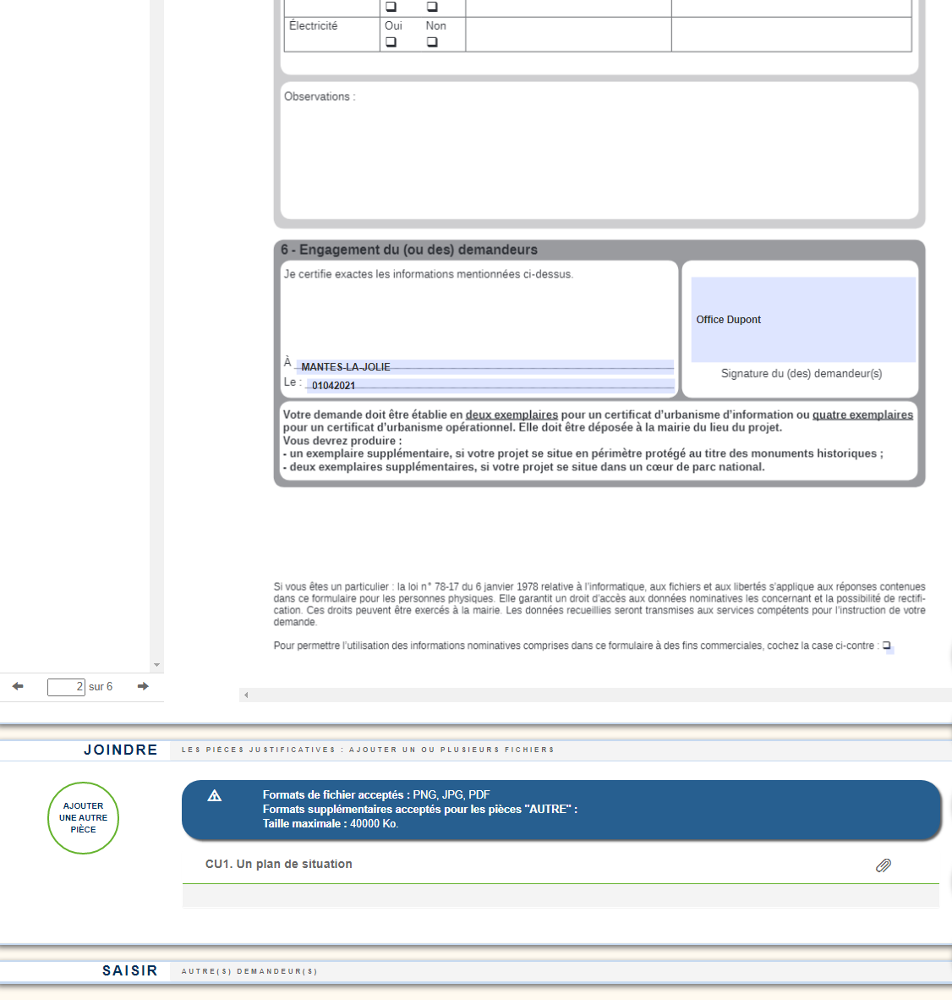 Électricité Oui Non
Observations :
6 - Engagement du (ou des) demandeurs
Je certifie exactes les informations mentionnées ci-dessus.
Office Dupont
À MANTES-LA-JOLIE
Le : 01042021
Signature du (des) demandeur(s)
Votre demande doit être établie en deux exemplaires pour un certificat d'urbanisme d'information ou quatre exemplaires
pour un certificat d'urbanisme opérationnel. Elle doit être déposée à la mairie du lieu du projet.
Vous devrez produire :
- un exemplaire supplémentaire, si votre projet se situe en périmètre protégé au titre des monuments historiques ;
- deux exemplaires supplémentaires, si votre projet se situe dans un cœur de parc national.
Si vous êtes un particulier : la loi n° 78-17 du 6 janvier 1978 relative à l'informatique, aux fichiers et aux libertés s'applique aux réponses contenues
dans ce formulaire pour les personnes physiques. Elle garantit un droit d'accès aux données nominatives les concernant et la possibilité de rectifi-
cation. Ces droits peuvent être exercés à la mairie. Les données recueillies seront transmises aux services compétents pour l'instruction de votre
demande.
Pour permettre l'utilisation des informations nominatives comprises dans ce formulaire à des fins commerciales, cochez la case ci-contre :
2 sur 6
JOINDRE LES PIÈCES JUSTIFICATIVES : AJOUTER UN OU PLUSIEURS FICHIERS
AJOUTER
UNE AUTRE
PIÈCE
Formats de fichier acceptés : PNG, JPG, PDF
Formats supplémentaires acceptés pour les pièces "AUTRE" :
Taille maximale : 40000 Ko.
CU1. Un plan de situation
SAISIR AUTRE(S) DEMANDEUR(S)